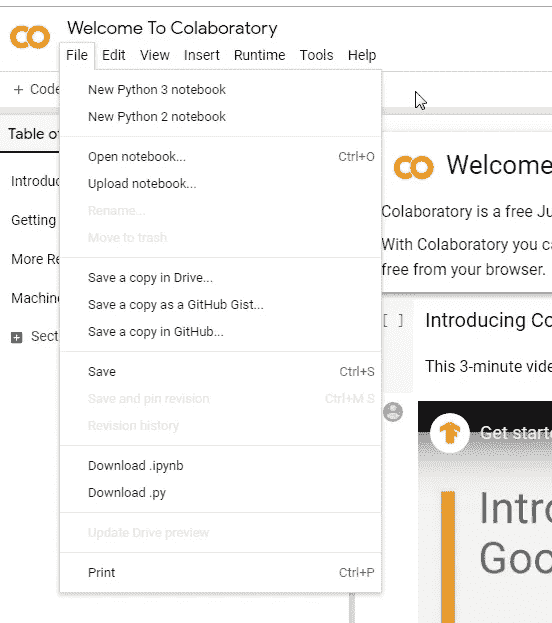 Welcome To Colaboratory
File Edit View Insert Runtime Tools Help
+ Code
Table of
Introduc
Getting
More Re
Machin
Sect
New Python 3 notebook
New Python 2 notebook
Open notebook... Ctrl+O
Upload notebook...
Rename...
Move to trash
Save a copy in Drive...
Save a copy as a GitHub Gist...
Save a copy in GitHub...
Save Ctrl+S
Save and pin revision Ctrl+M S
Revision history
Download .ipynb
Download .py
Update Drive preview
Print Ctrl+P
Welcome
Colaboratory is a free Ju
With Colaboratory you ca
free from your browser.
[ ] Introducing Co
This 3-minute vide
Get starte
Intro
Goo